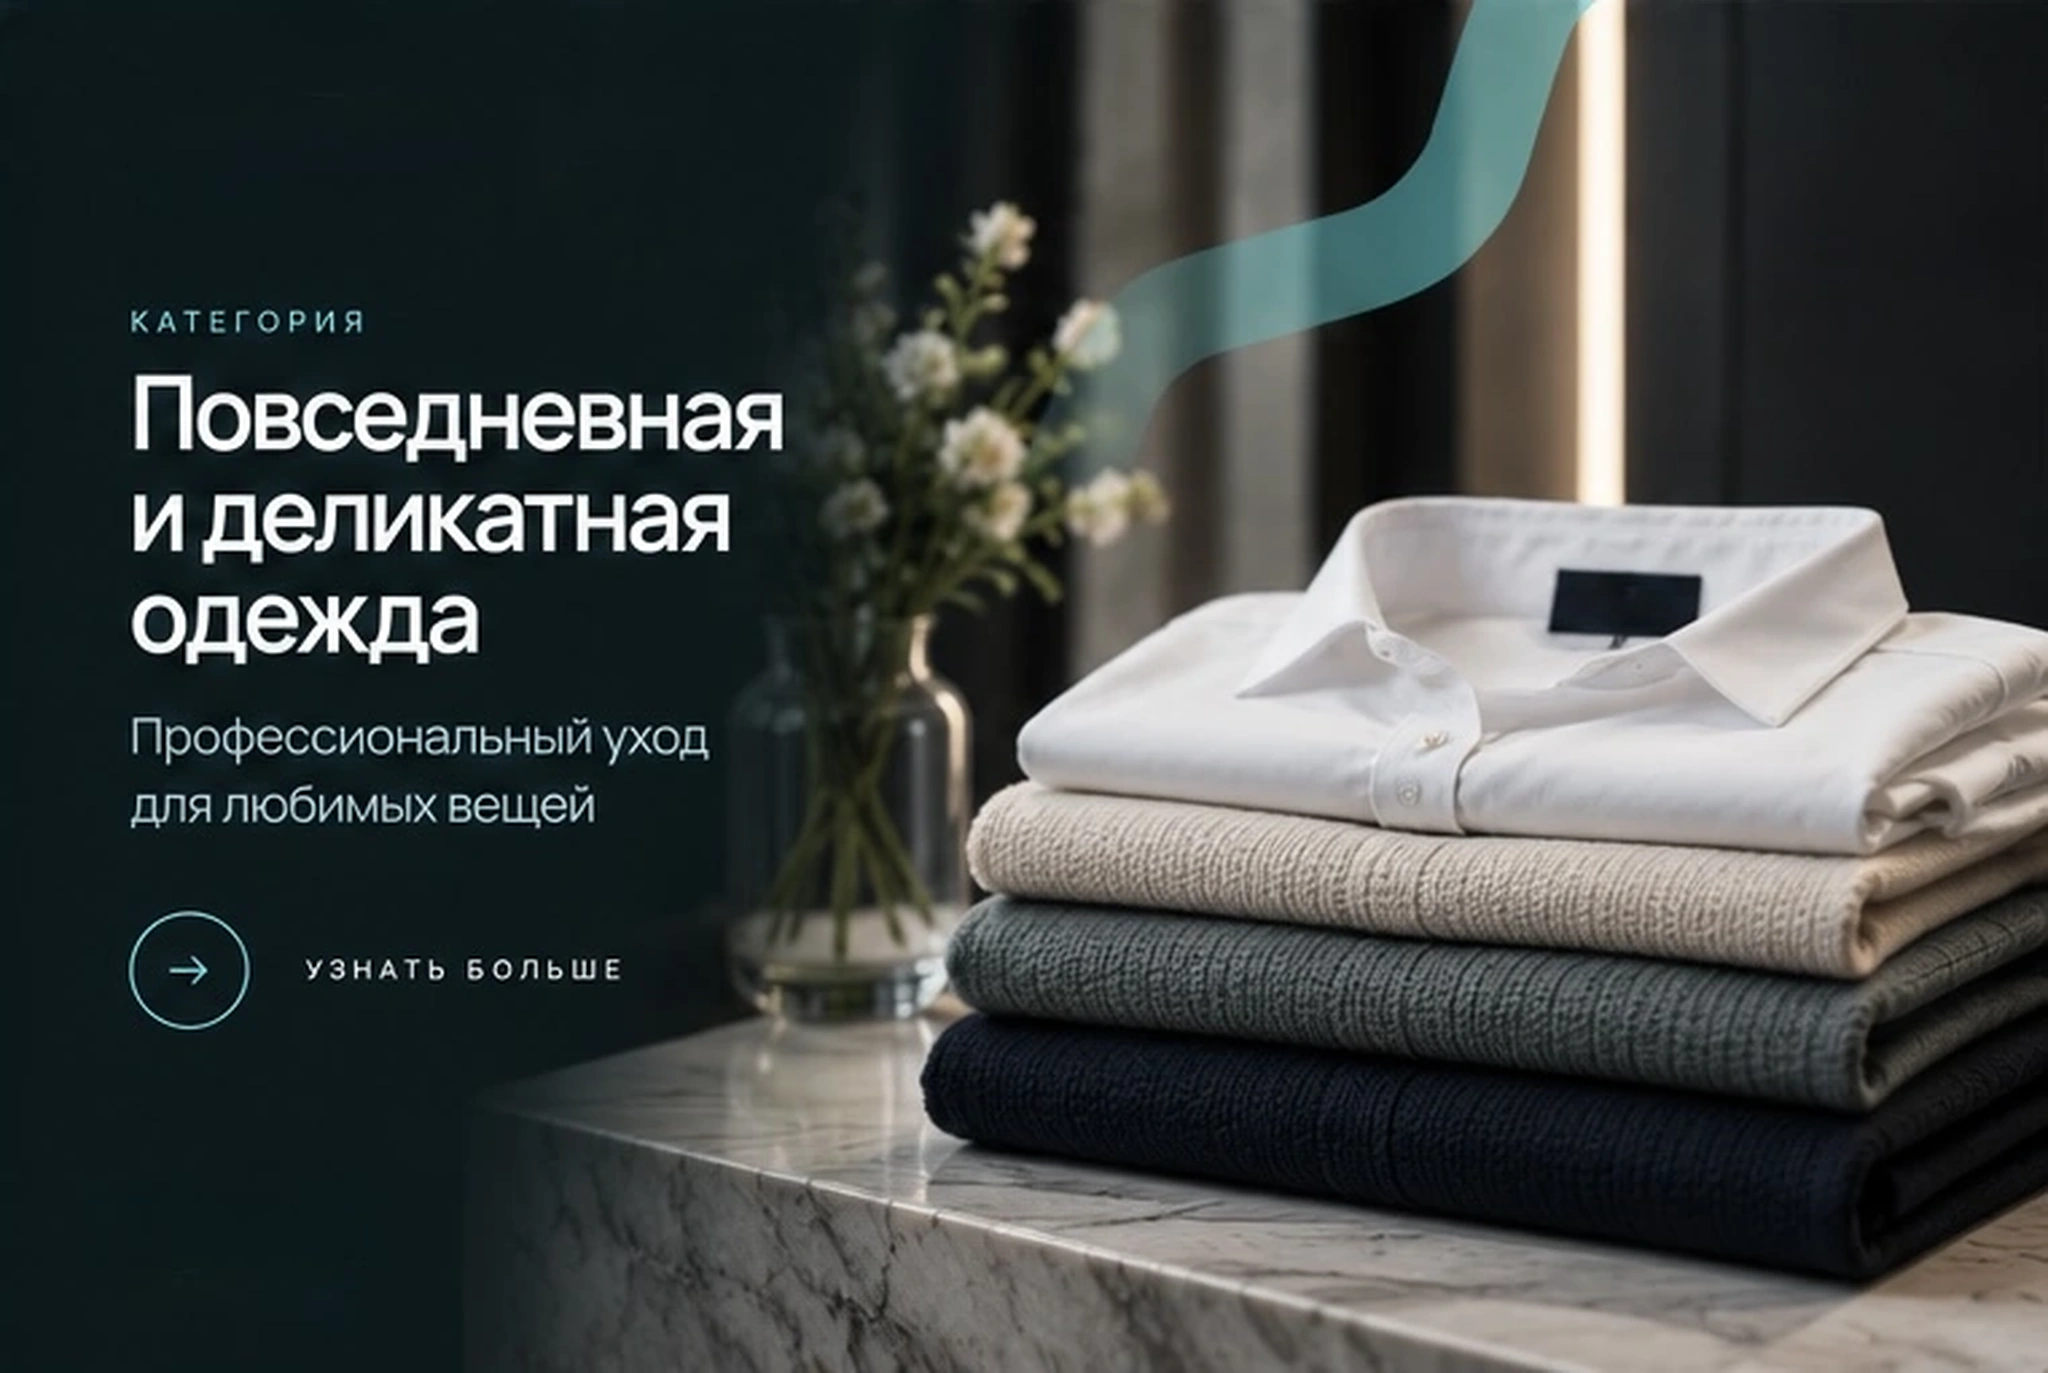 КАТЕГОРИЯ
Повседневная
и деликатная
одежда
Профессиональный уход
для любимых вещей
УЗНАТЬ БОЛЬШЕ